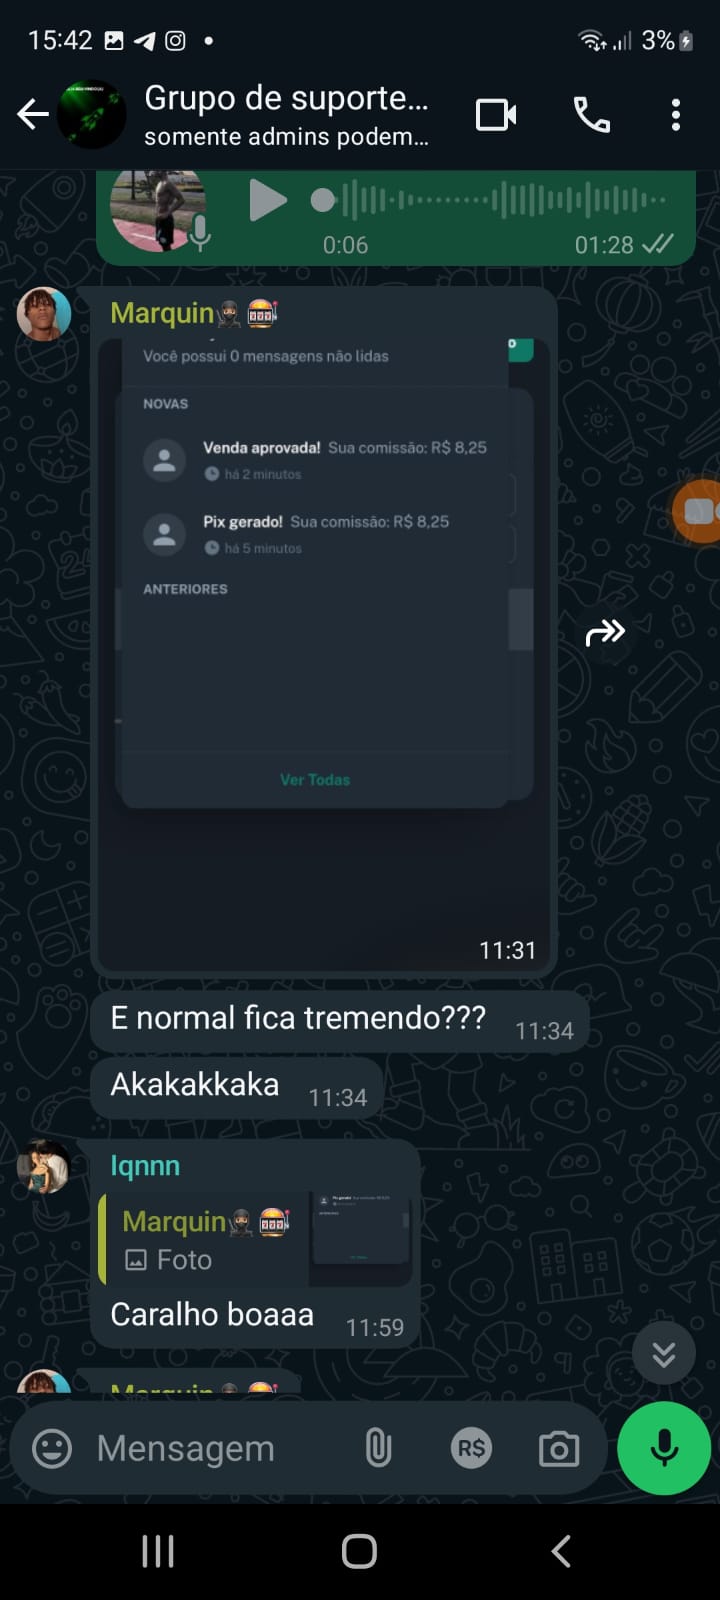 15:42
3%
Grupo de suporte...
somente admins podem...
0:06
01:28
Marquin
Você possui 0 mensagens não lidas
NOVAS
Venda aprovada! Sua comissão: R$ 8,25
há 2 minutos
Pix gerado! Sua comissão: R$ 8,25
há 5 minutos
ANTERIORES
Ver Todas
11:31
E normal fica tremendo??? 11:34
Akakakkaka 11:34
Iqnnn
Marquin
Foto
Caralho boaaa 11:59
Marquin
Mensagem
R$